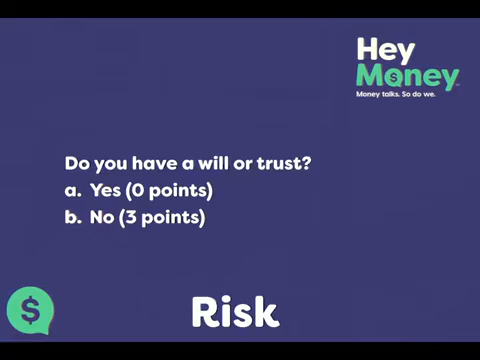 Hey
Money
Money talks. So do we.
Do you have a will or trust?
a. Yes (0 points)
b. No (3 points)
$
Risk